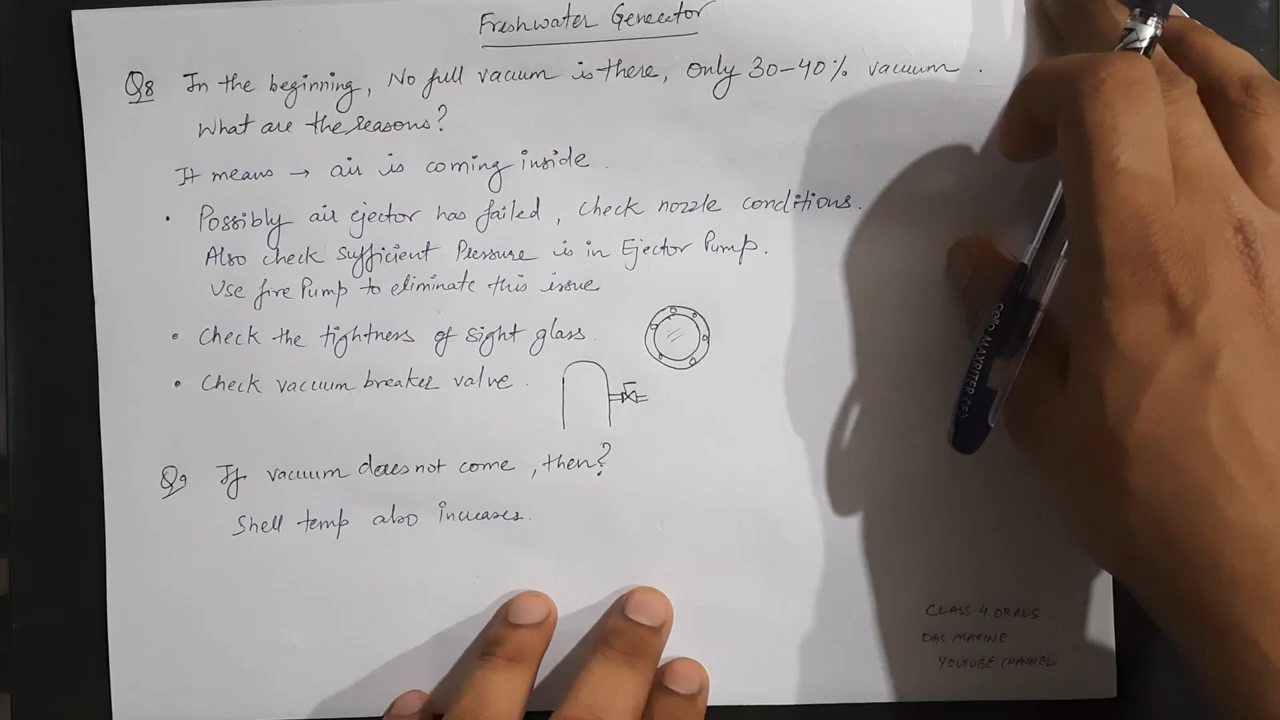 Freshwater Generator
Q8 In the beginning, No full vacuum is there, Only 30-40% vacuum.
What are the reasons?
It means → air is coming inside.
• Possibly air ejector has failed, check nozzle conditions.
Also check sufficient Pressure is in Ejector Pump.
Use fire Pump to eliminate this issue
• Check the tightness of sight glass.
• Check vacuum breaker valve.
Q9 If vacuum does not come, then?
Shell temp also increases.
cello MAXRITER (F)
CLASS 4 ORALS
DGS MARINE
YOUTUBE CHANNEL